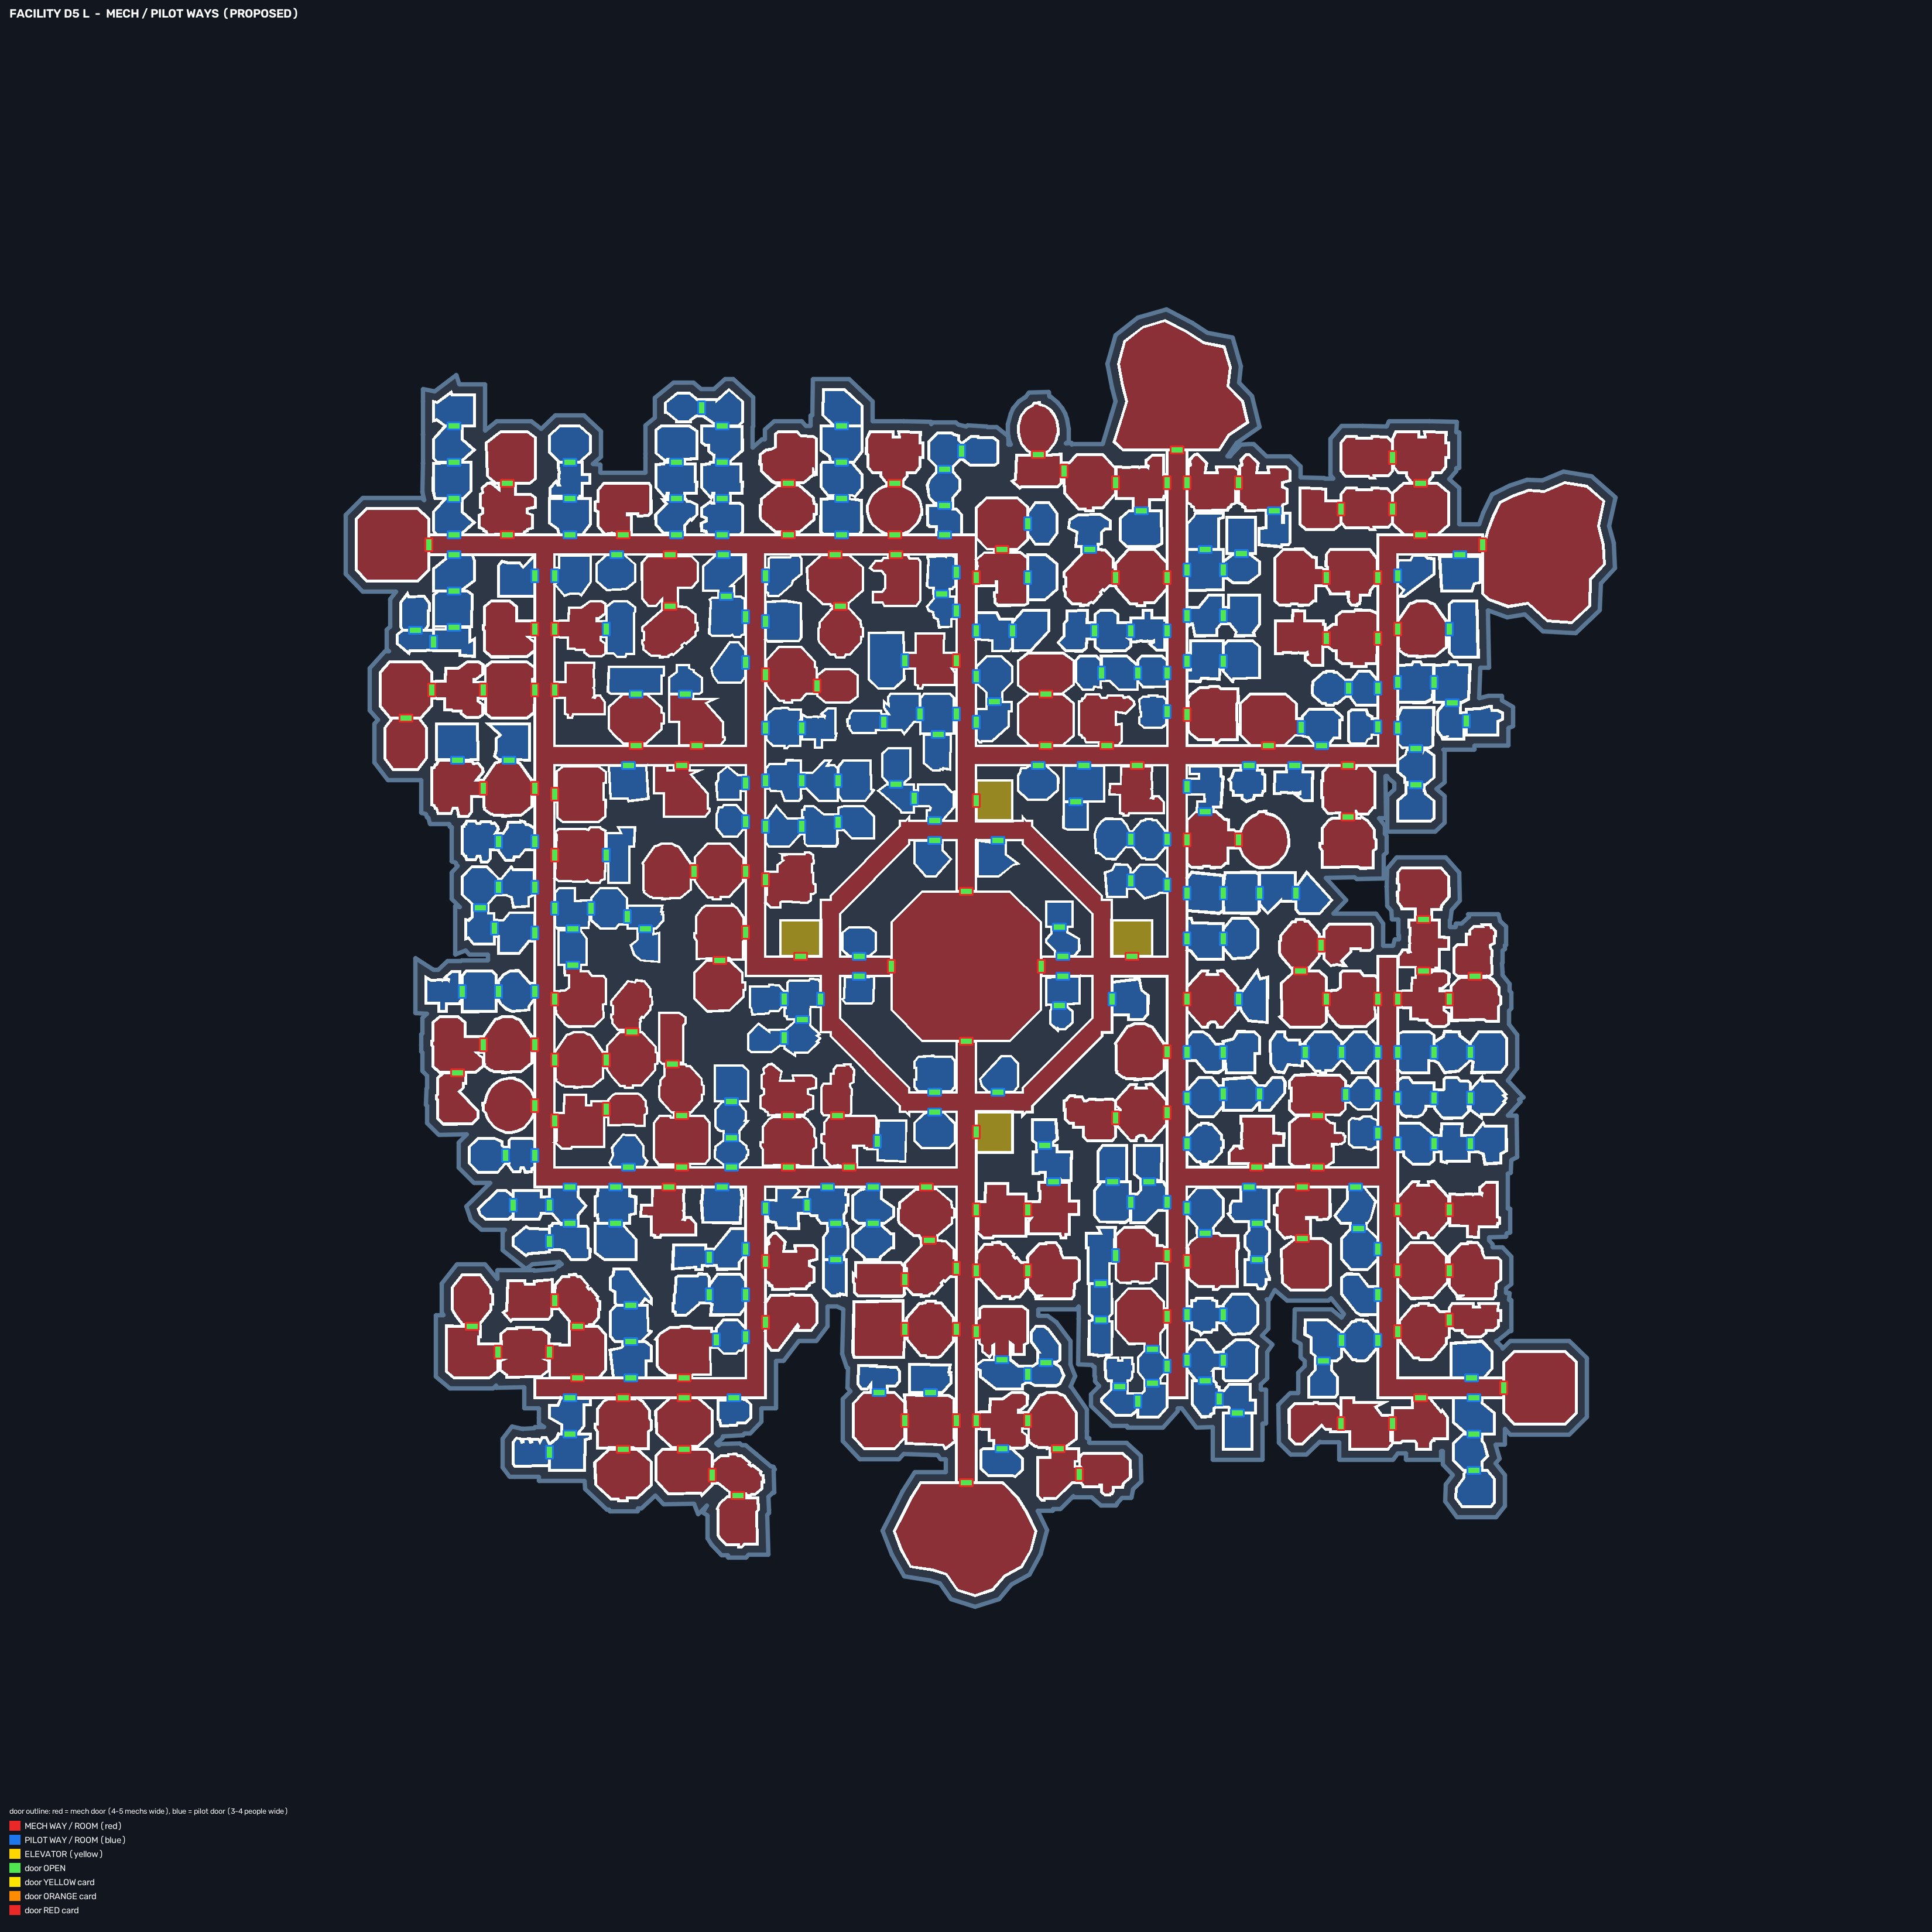 FACILITY D5 L - MECH / PILOT WAYS (PROPOSED)
door outline: red = mech door (4-5 mechs wide), blue = pilot door (3-4 people wide)
MECH WAY / ROOM (red)
PILOT WAY / ROOM (blue)
ELEVATOR (yellow)
door OPEN
door YELLOW card
door ORANGE card
door RED card